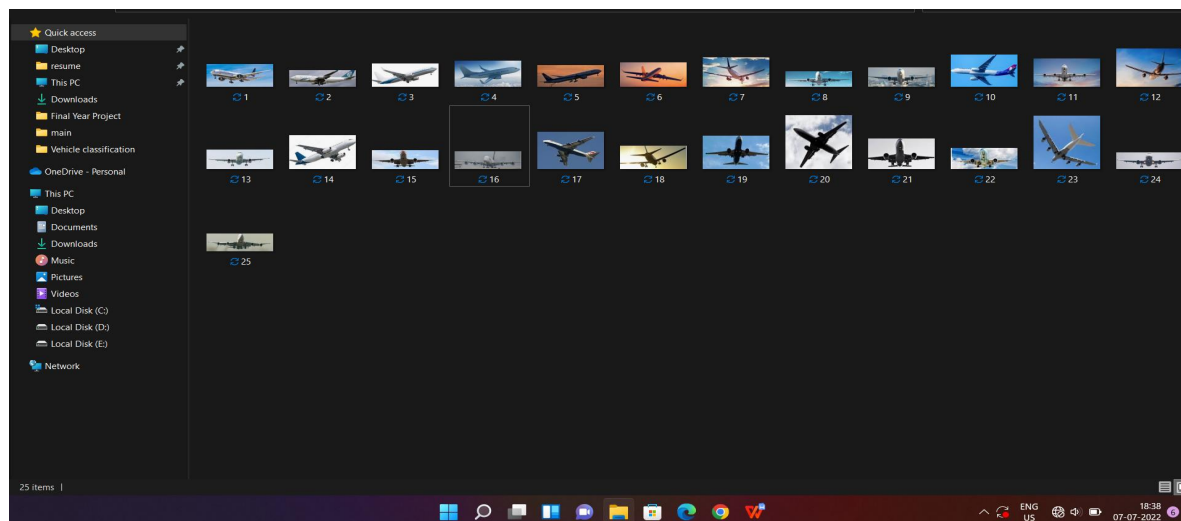 Quick access
Desktop
resume
This PC
Downloads
Final Year Project
main
Vehicle classification
OneDrive - Personal
This PC
Desktop
Documents
Downloads
Music
Pictures
Videos
Local Disk (C:)
Local Disk (D:)
Local Disk (E:)
Network
1 2 3 4 5 6 7 8 9 10 11 12
13 14 15 16 17 18 19 20 21 22 23 24
25
25 items
ENG 18:38
US 07-07-2022 6